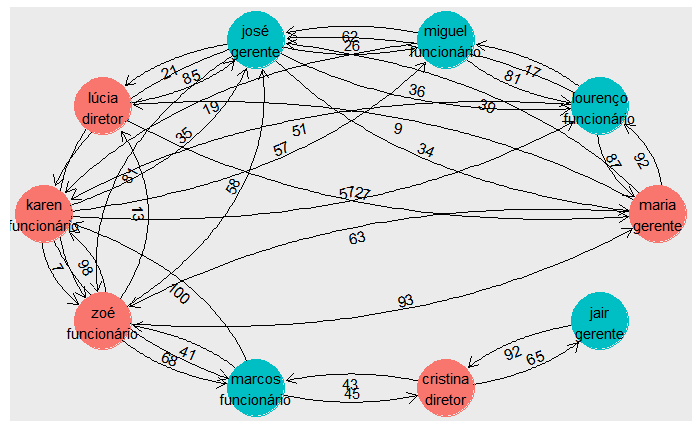 josé
gerente
miguel
funcionário
62
26
21
85
81
17
lúcia
diretor
36
39
lourenço
funcionário
19
35
51
9
57
34
87
92
58
karen
funcionário
13
5727
maria
gerente
63
7
98
100
93
zoé
funcionário
jair
gerente
68
41
92
65
marcos
funcionário
43
45
cristina
diretor